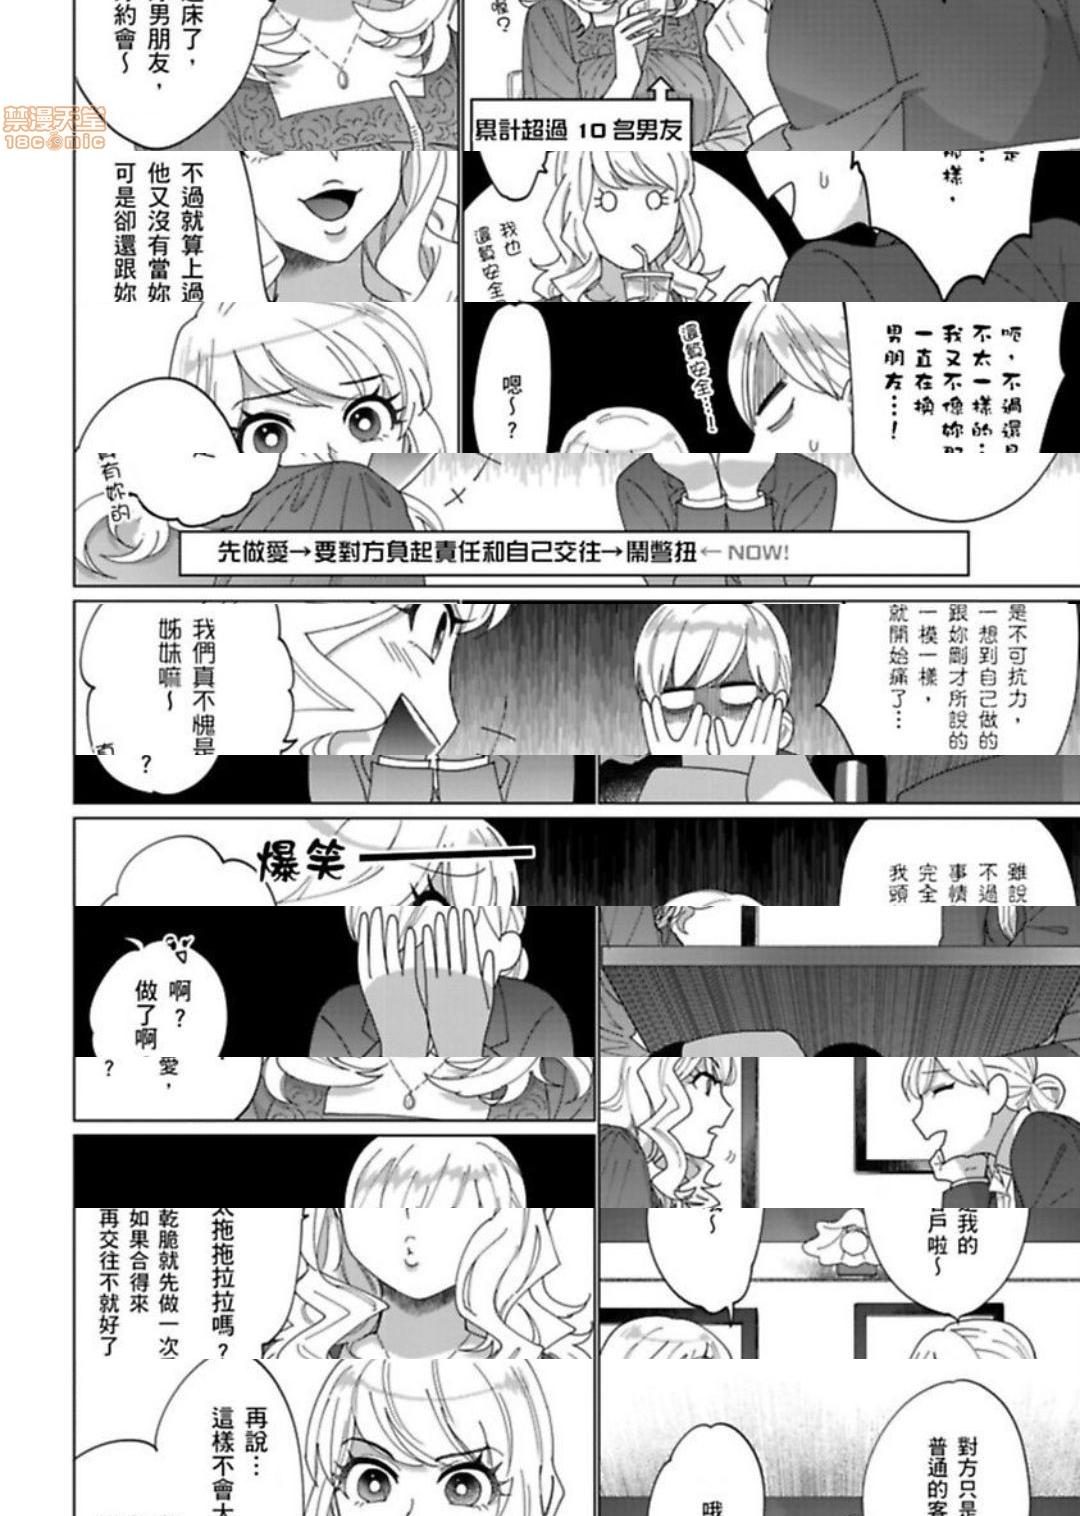 床了，
男朋友，
約會～
禁漫天堂
18comic
累計超過 10 名男友
不過就算上過
他又沒有當妳
可是卻還跟妳
我也
還算安全
還算安全…！
嗯～？
呃，不過還是
不太一樣的…
我又不像妳那
一直在換
男朋友…！
有妳的
先做愛→要對方負起責任和自己交往→鬧彆扭←NOW!
我們真不愧是
姊妹嘛～
是不可抗力，
一想到自己做的
跟妳剛才所說的
一模一樣，
就開始痛了…
？
爆笑
雖說
不過
事情
完全
我頭
啊？
做了啊
愛，
？
我的
戶啦～
～
太拖拖拉拉嗎？
乾脆就先做一次
如果合得來
再交往不就好了
再說…
這樣不會太
對方只是
普通的客
哦